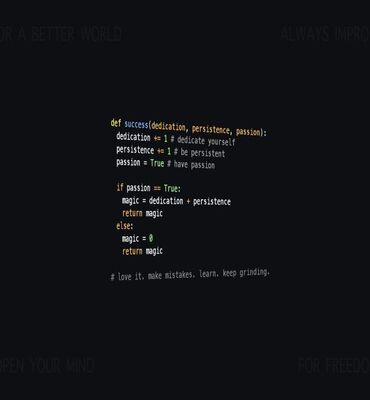 OR A BETTER WORLD
ALWAYS IMPRO
def success(dedication, persistence, passion):
dedication += 1 # dedicate yourself
persistence += 1 # be persistent
passion = True # have passion
if passion == True:
magic = dedication + persistence
return magic
else:
magic = 0
return magic
# love it. make mistakes. learn. keep grinding.
OPEN YOUR MIND
FOR FREEDO